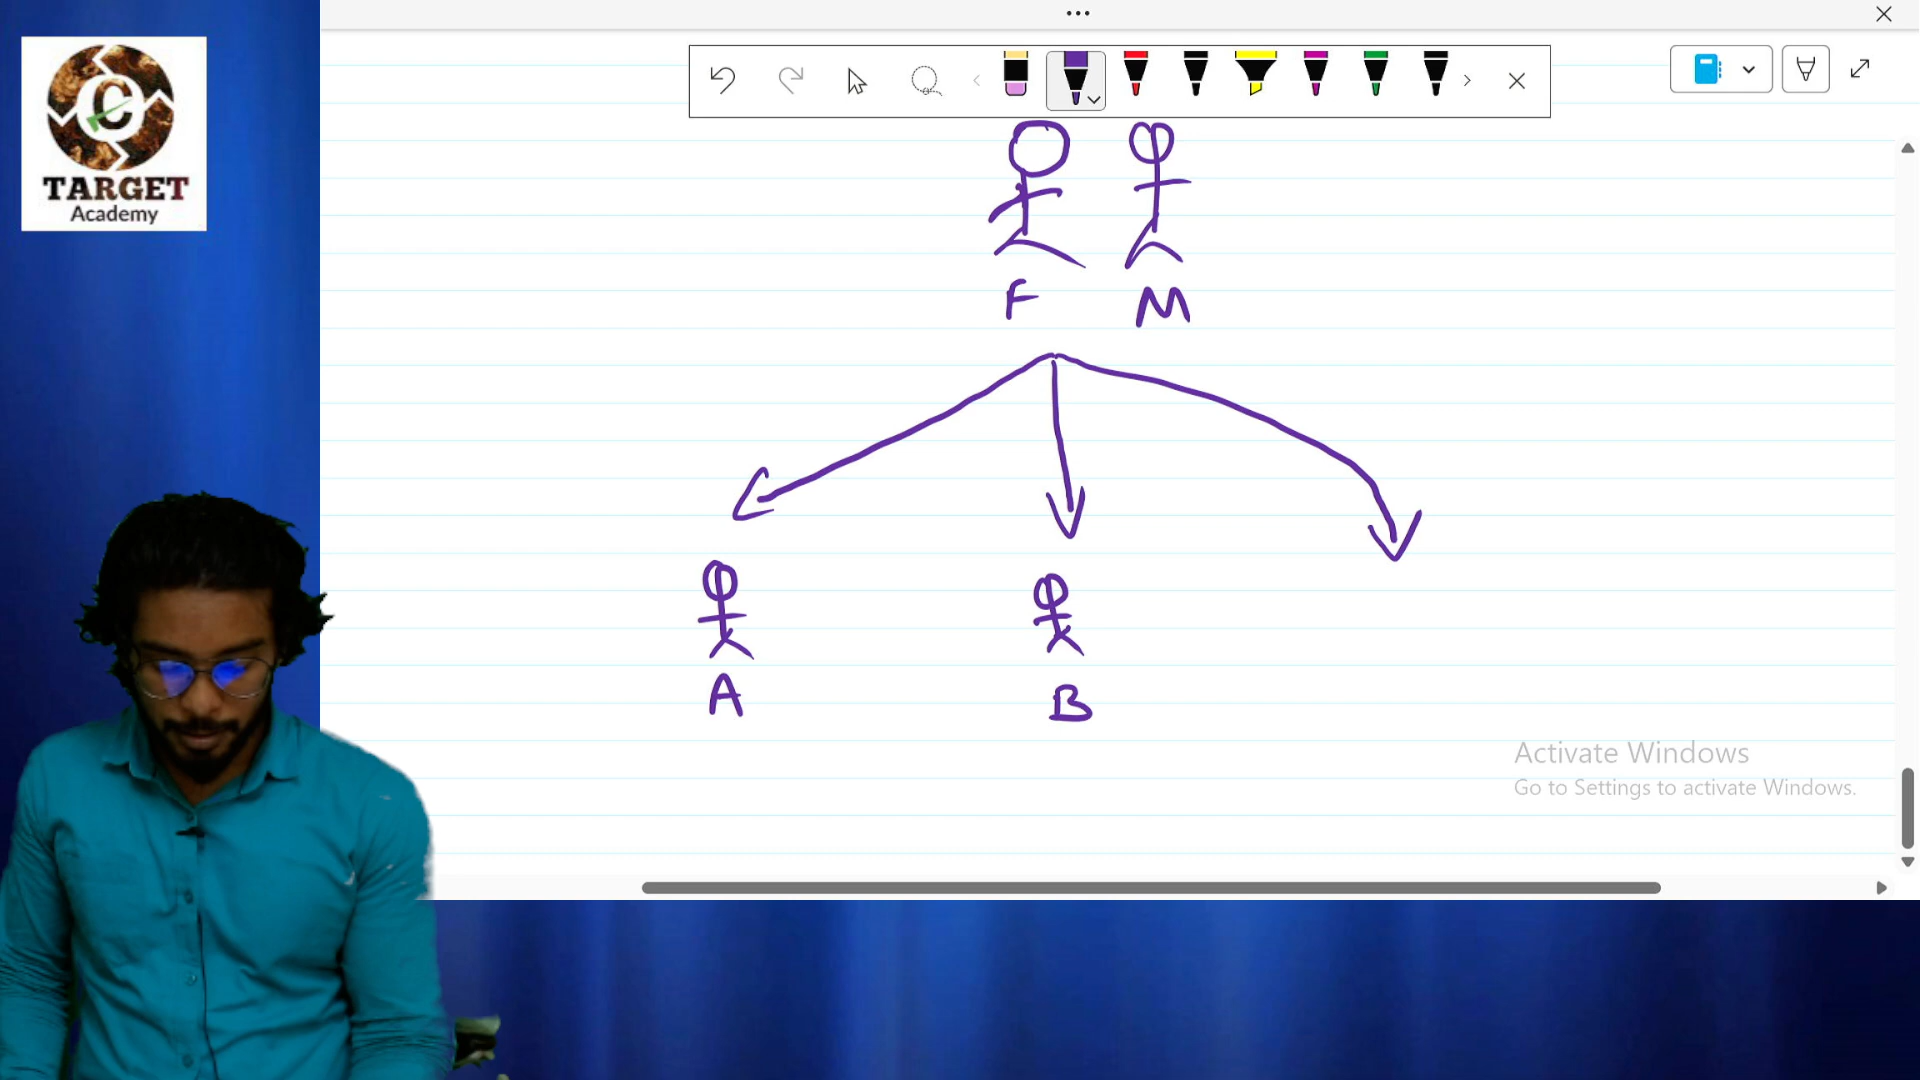 TARGET
Academy
F M
A B
Activate Windows
Go to Settings to activate Windows.